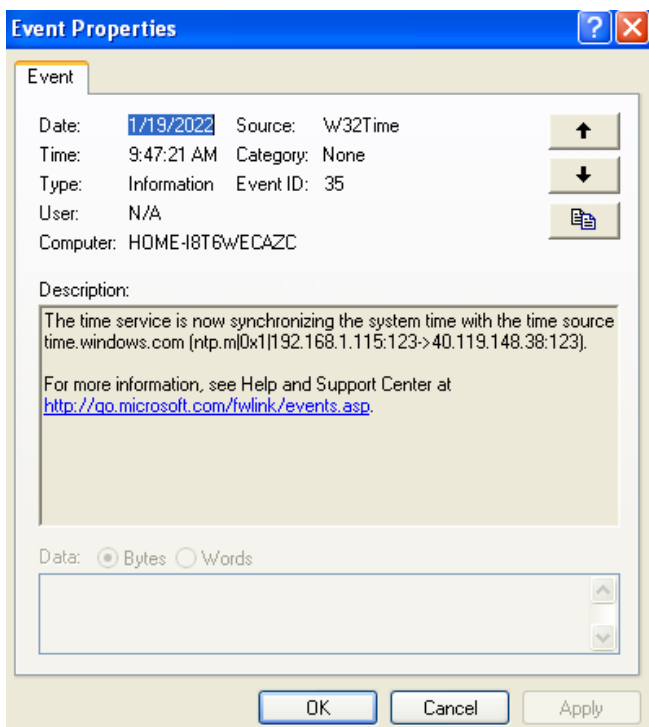 Event Properties
Event
Date: 1/19/2022 Source: W32Time
Time: 9:47:21 AM Category: None
Type: Information Event ID: 35
User: N/A
Computer: HOME-I8T6WECAZC
Description:
The time service is now synchronizing the system time with the time source
time.windows.com (ntp.m|0x1|192.168.1.115:123->40.119.148.38:123).
For more information, see Help and Support Center at
http://go.microsoft.com/fwlink/events.asp.
Data: Bytes Words
OK Cancel Apply